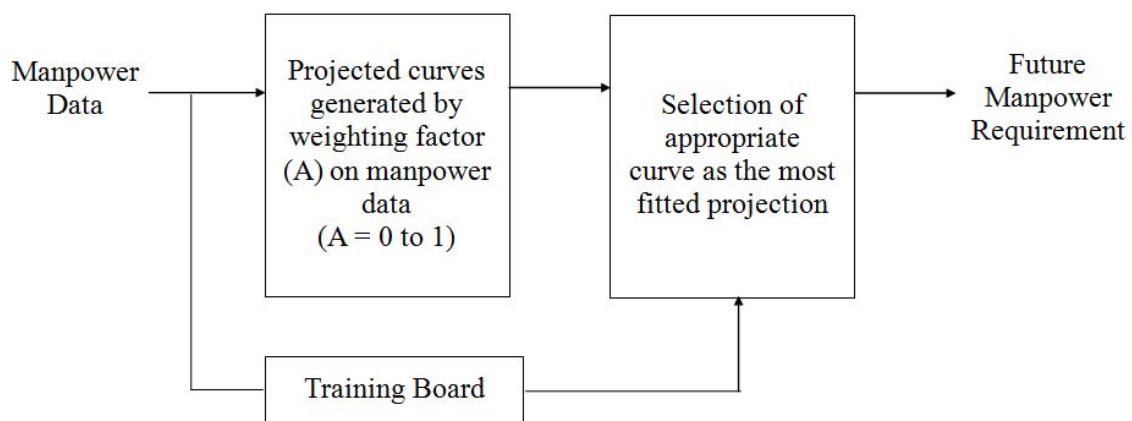 Manpower
Data
Projected curves
generated by
weighting factor
(A) on manpower
data
(A = 0 to 1)
Selection of
appropriate
curve as the most
fitted projection
Future
Manpower
Requirement
Training Board